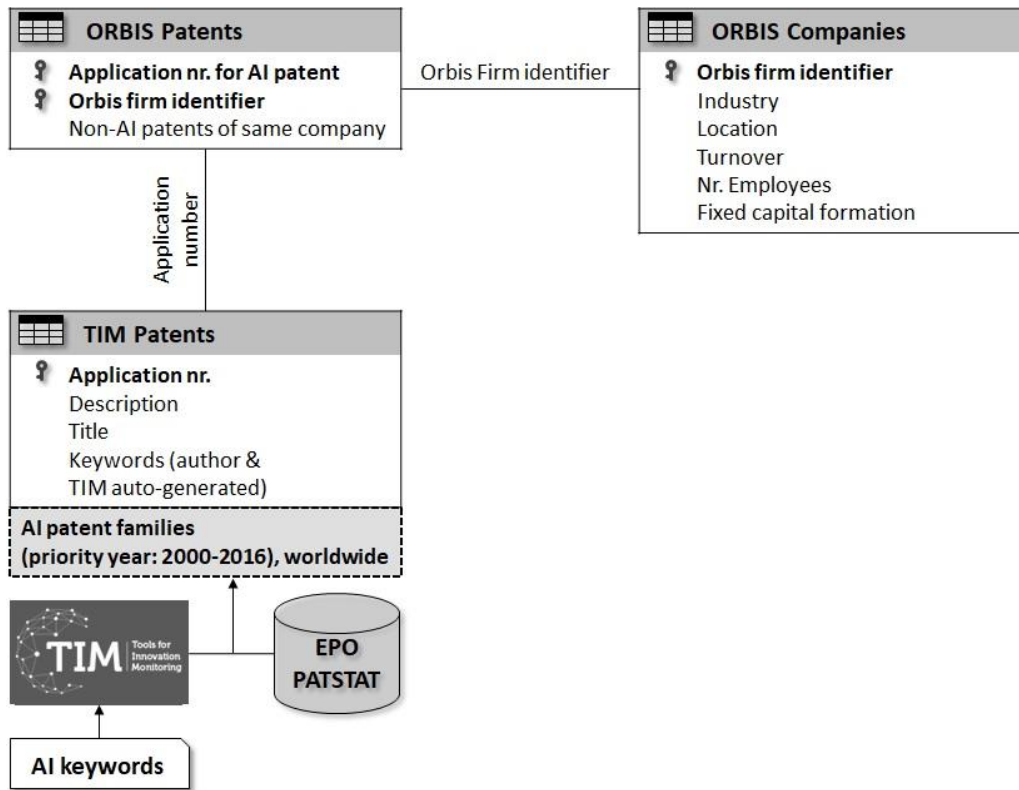 ORBIS Patents
Application nr. for AI patent
Orbis firm identifier
Non-AI patents of same company
Orbis Firm identifier
ORBIS Companies
Orbis firm identifier
Industry
Location
Turnover
Nr. Employees
Fixed capital formation
Application
number
TIM Patents
Application nr.
Description
Title
Keywords (author &
TIM auto-generated)
AI patent families
(priority year: 2000-2016), worldwide
TIM
Tools for
Innovation
Monitoring
EPO
PATSTAT
AI keywords